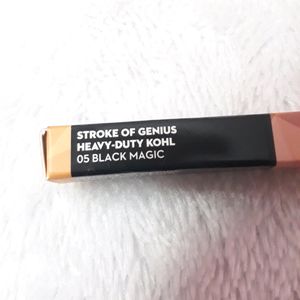 STROKE OF GENIUS
HEAVY-DUTY KOHL
05 BLACK MAGIC